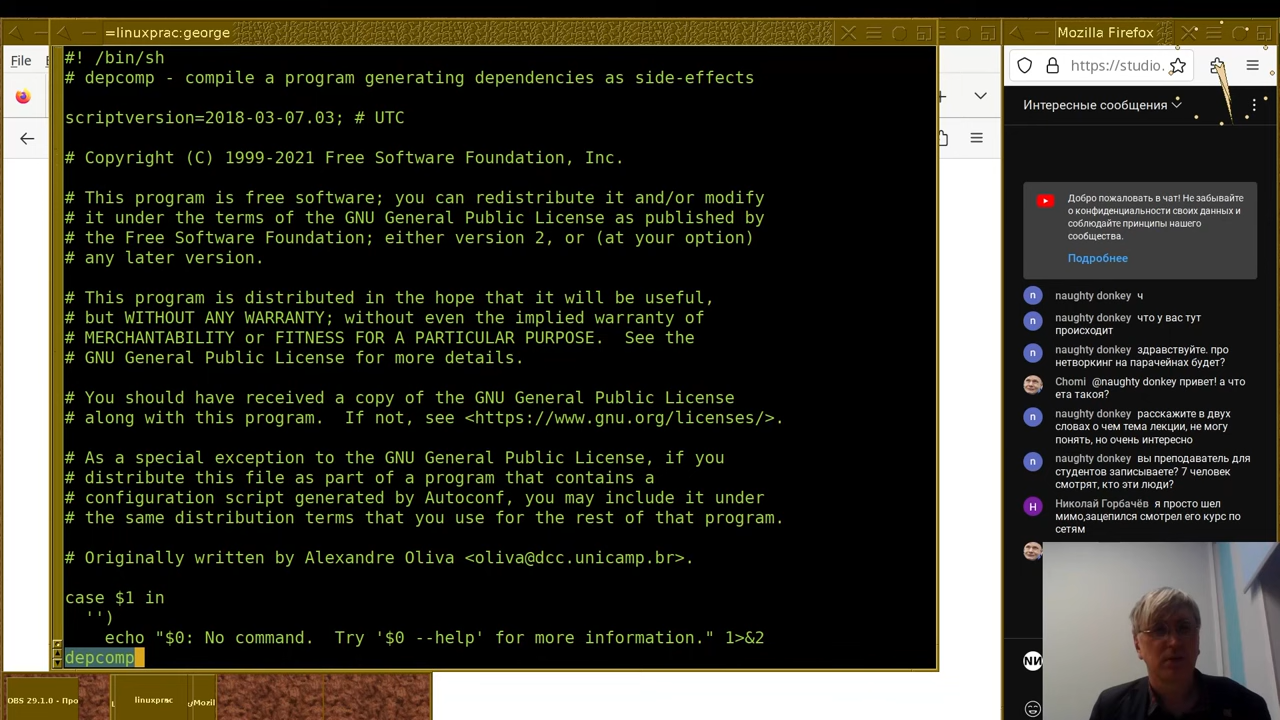 =linuxprac:george
Mozilla Firefox
File
#! /bin/sh
# depcomp - compile a program generating dependencies as side-effects
scriptversion=2018-03-07.03; # UTC
# Copyright (C) 1999-2021 Free Software Foundation, Inc.
# This program is free software; you can redistribute it and/or modify
# it under the terms of the GNU General Public License as published by
# the Free Software Foundation; either version 2, or (at your option)
# any later version.
# This program is distributed in the hope that it will be useful,
# but WITHOUT ANY WARRANTY; without even the implied warranty of
# MERCHANTABILITY or FITNESS FOR A PARTICULAR PURPOSE.  See the
# GNU General Public License for more details.
# You should have received a copy of the GNU General Public License
# along with this program.  If not, see <https://www.gnu.org/licenses/>.
# As a special exception to the GNU General Public License, if you
# distribute this file as part of a program that contains a
# configuration script generated by Autoconf, you may include it under
# the same distribution terms that you use for the rest of that program.
# Originally written by Alexandre Oliva <oliva@dcc.unicamp.br>.
case $1 in
'')
echo "$0: No command.  Try '$0 --help' for more information." 1>&2
depcomp
https://studio.
Интересные сообщения
Добро пожаловать в чат! Не забывайте
о конфиденциальности своих данных и
соблюдайте принципы нашего
сообщества.
Подробнее
n naughty donkey ч
n naughty donkey что у вас тут
происходит
n naughty donkey здравствуйте. про
нетворкинг на парачейнах будет?
Chomi @naughty donkey привет! а что
ета такоя?
n naughty donkey расскажите в двух
словах о чем тема лекции, не могу
понять, но очень интересно
n naughty donkey вы преподаватель для
студентов записываете? 7 человек
смотрят, кто эти люди?
Н Николай Горбачёв я просто шел
мимо,зацепился смотрел его курс по
сетям
DBS 29.1.0 - Про
linuxprac
/Mozil